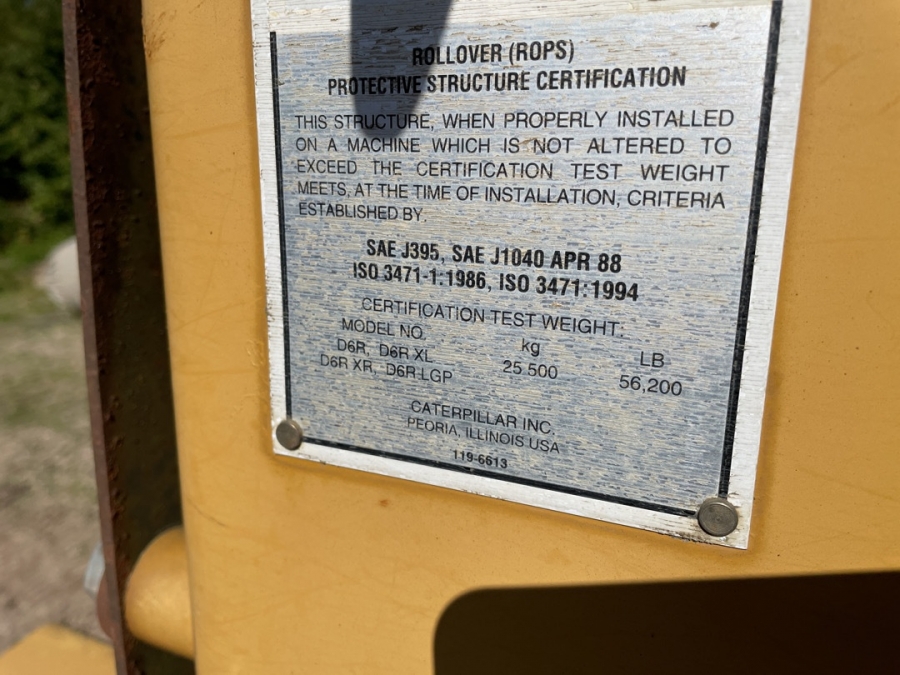 ROLLOVER (ROPS)
PROTECTIVE STRUCTURE CERTIFICATION
THIS STRUCTURE, WHEN PROPERLY INSTALLED
ON A MACHINE WHICH IS NOT ALTERED TO
EXCEED THE CERTIFICATION TEST WEIGHT
MEETS, AT THE TIME OF INSTALLATION, CRITERIA
ESTABLISHED BY.
SAE J395, SAE J1040 APR 88
ISO 3471-1:1986, ISO 3471:1994
CERTIFICATION TEST WEIGHT:
MODEL NO. kg LB
D6R, D6R XL
D6R XR, D6R LGP 25 500 56,200
CATERPILLAR INC.
PEORIA, ILLINOIS USA
119-6613